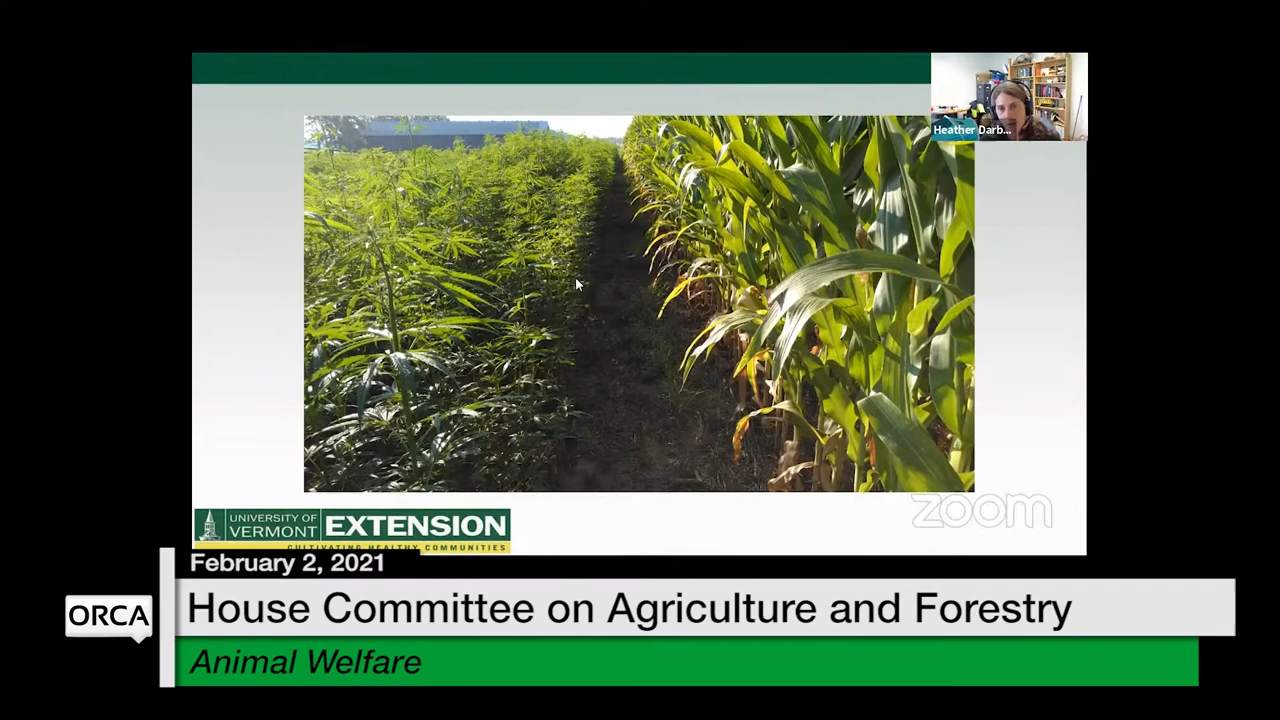 Heather Darb...
UNIVERSITY OF
VERMONT
EXTENSION
CULTIVATING HEALTHY COMMUNITIES
zoom
February 2, 2021
ORCA
House Committee on Agriculture and Forestry
Animal Welfare